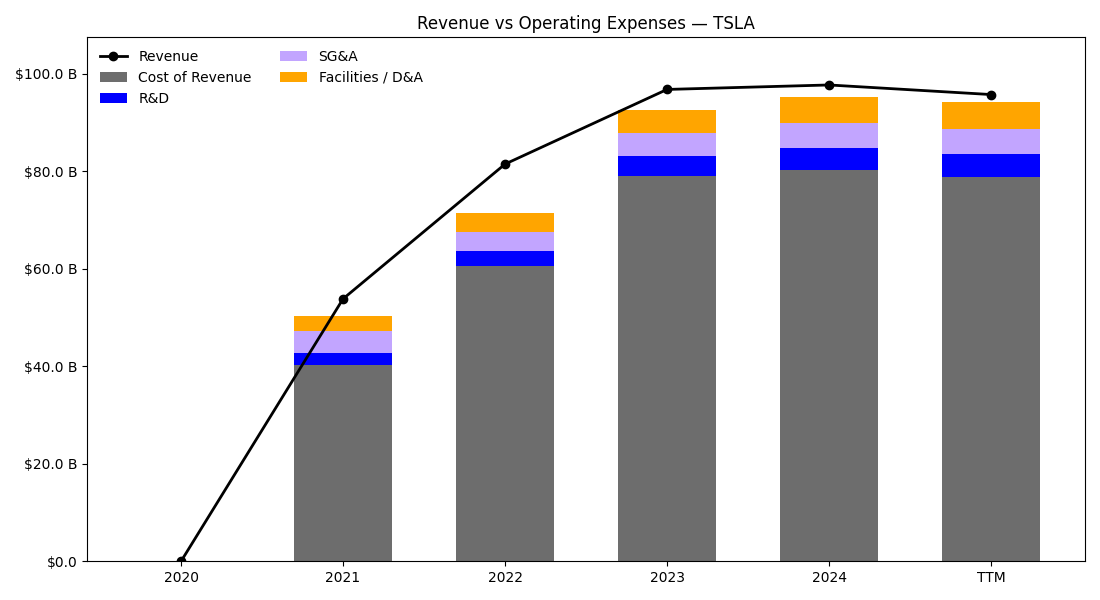 Revenue vs Operating Expenses — TSLA
Revenue
Cost of Revenue
R&D
SG&A
Facilities / D&A
$100.0 B
$80.0 B
$60.0 B
$40.0 B
$20.0 B
$0.0
2020 2021 2022 2023 2024 TTM